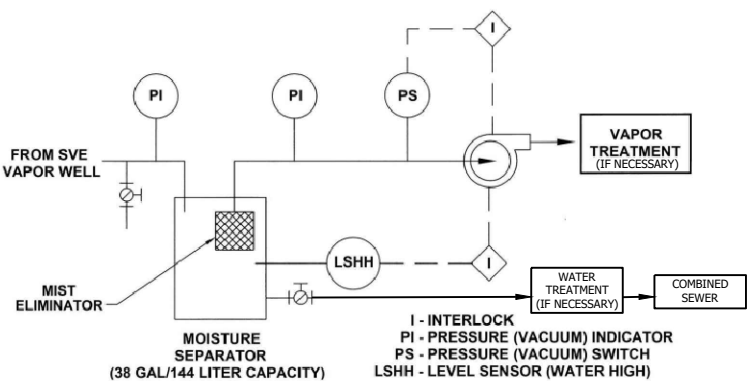 I
PI
PI
PS
VAPOR
TREATMENT
(IF NECESSARY)
FROM SVE
VAPOR WELL
LSHH
I
MIST
ELIMINATOR
WATER
TREATMENT
(IF NECESSARY)
COMBINED
SEWER
MOISTURE
SEPARATOR
(38 GAL/144 LITER CAPACITY)
I - INTERLOCK
PI - PRESSURE (VACUUM) INDICATOR
PS - PRESSURE (VACUUM) SWITCH
LSHH - LEVEL SENSOR (WATER HIGH)